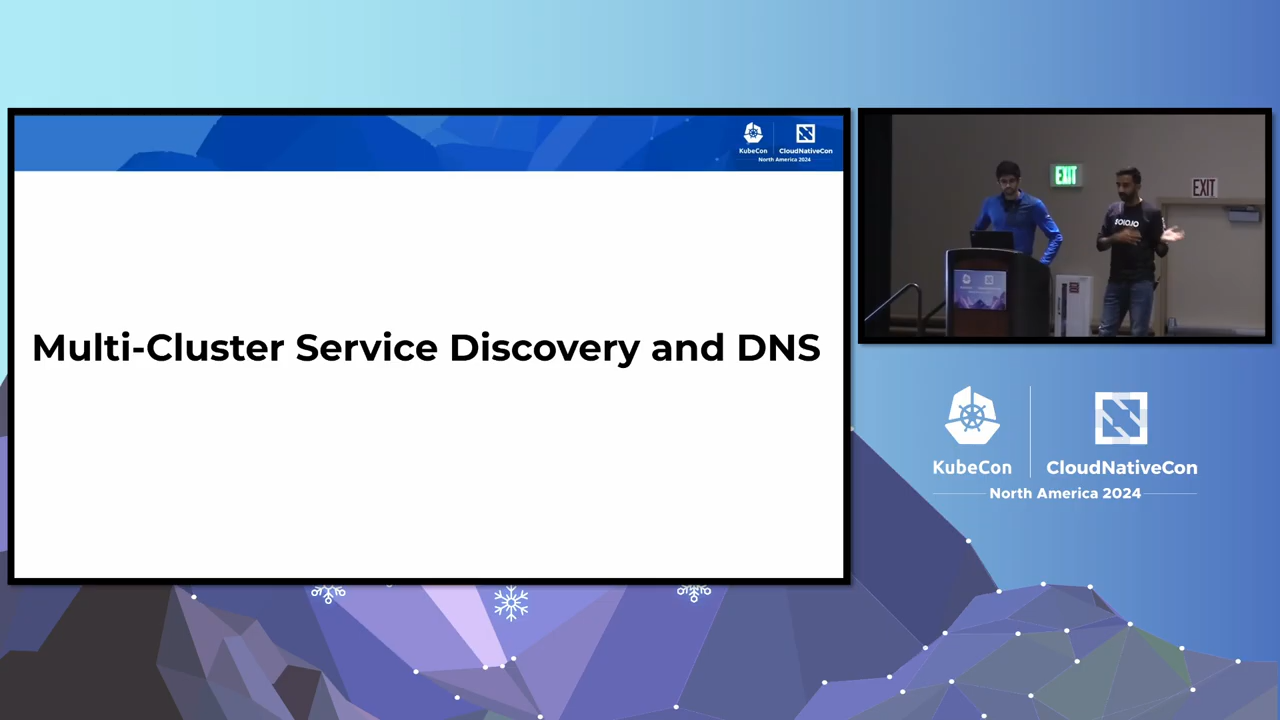 KubeCon
CloudNativeCon
North America 2024
Multi-Cluster Service Discovery and DNS
EXIT
EXIT
SOLO.IO
KubeCon
CloudNativeCon
North America 2024